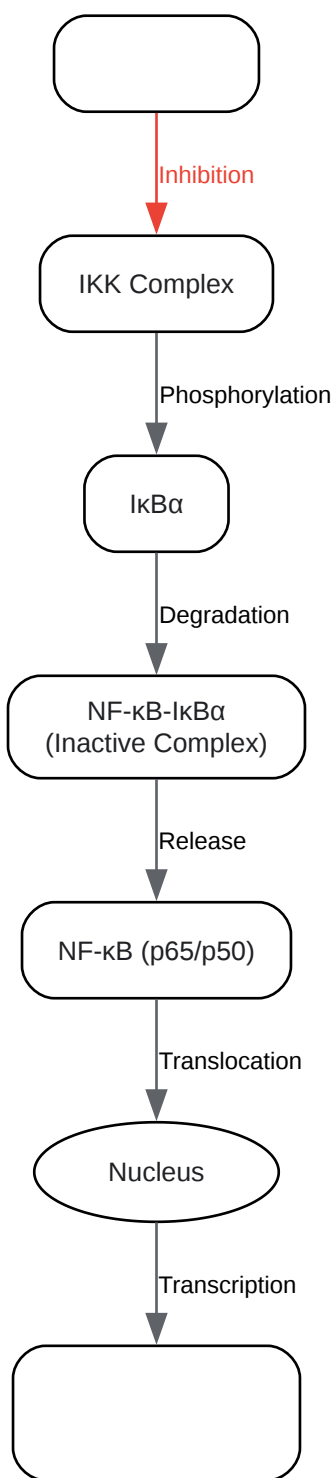 Inhibition
IKK Complex
Phosphorylation
IκBα
Degradation
NF-κB-IκBα
(Inactive Complex)
Release
NF-κB (p65/p50)
Translocation
Nucleus
Transcription